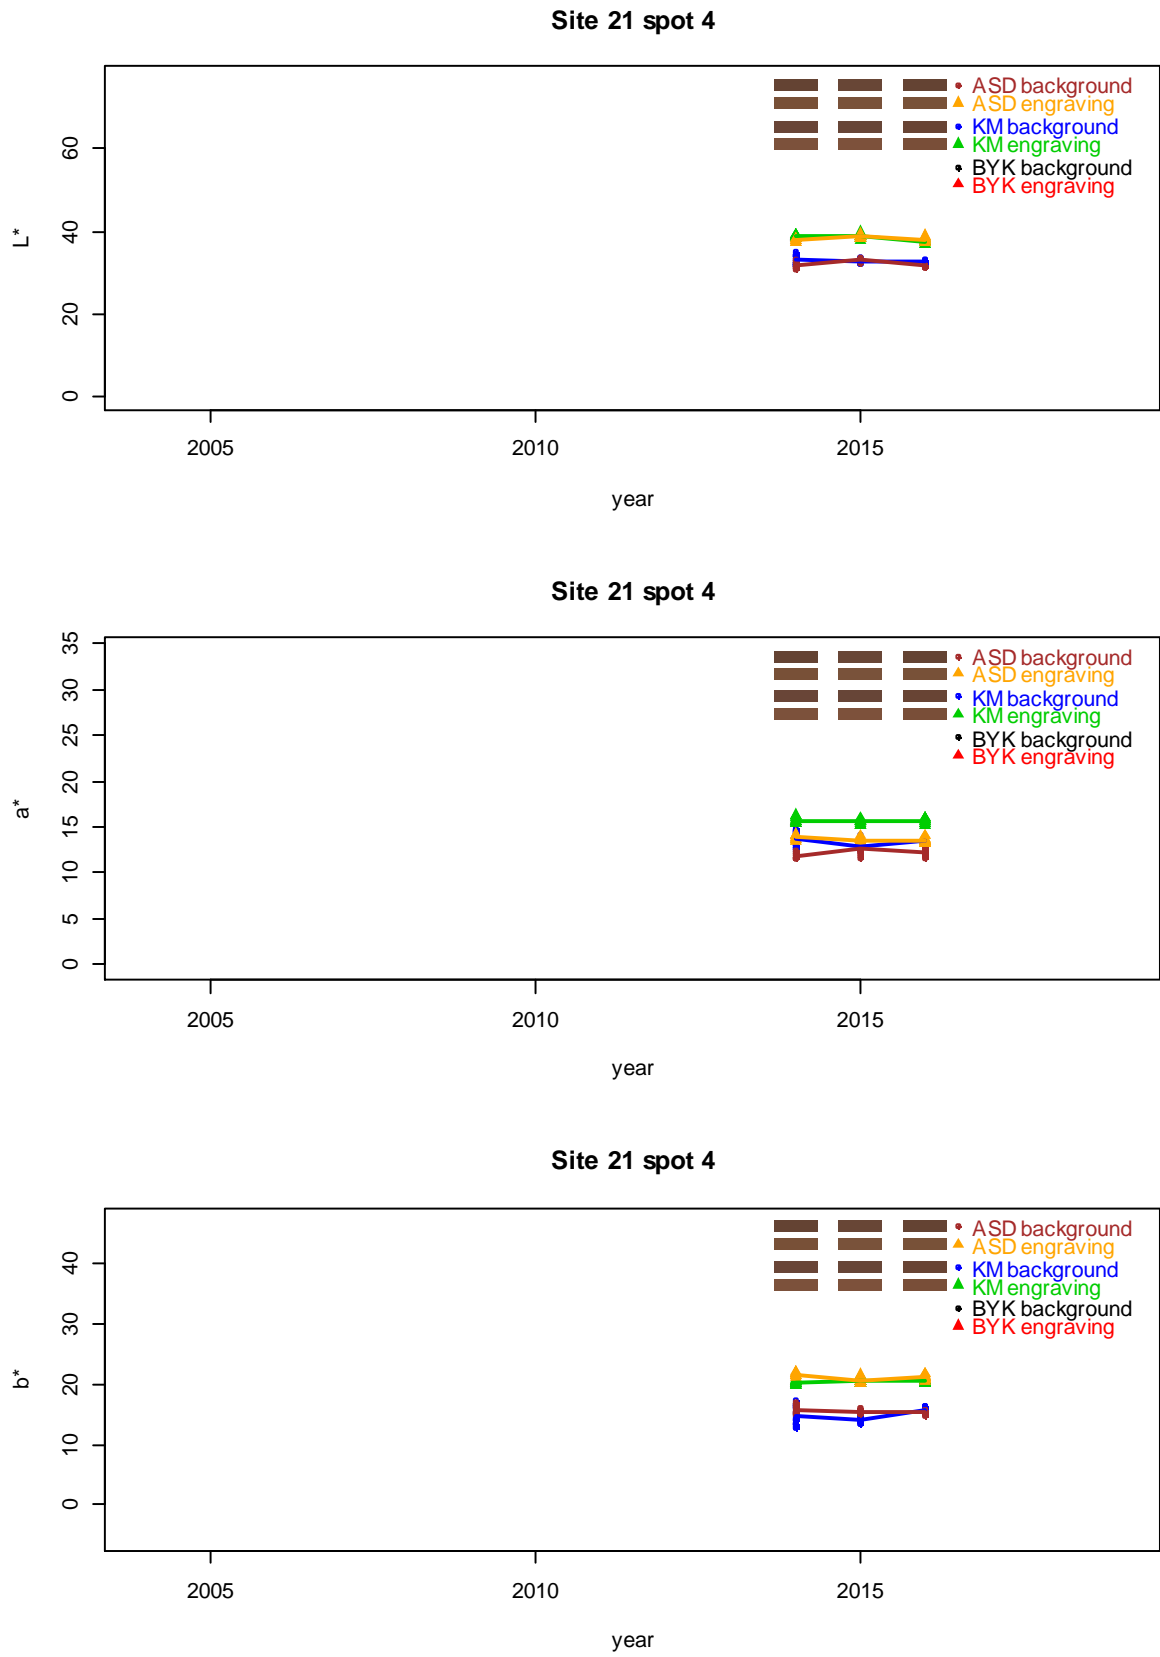 Site 21 spot 4
ASD background
ASD engraving
KM background
KM engraving
BYK background
BYK engraving
60
40
20
0
L*
2005 2010 2015
year
Site 21 spot 4
ASD background
ASD engraving
KM background
KM engraving
BYK background
BYK engraving
35
30
25
20
15
10
5
0
a*
2005 2010 2015
year
Site 21 spot 4
ASD background
ASD engraving
KM background
KM engraving
BYK background
BYK engraving
40
30
20
10
0
b*
2005 2010 2015
year